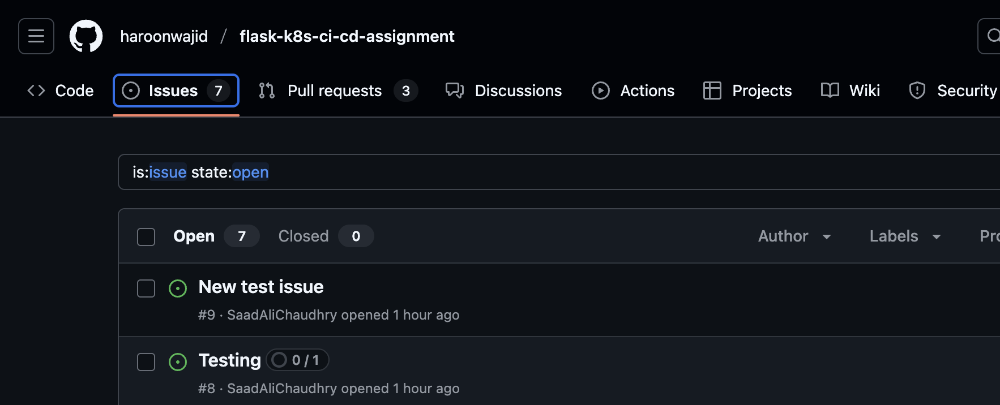 haroonwajid / flask-k8s-ci-cd-assignment
Code Issues 7 Pull requests 3 Discussions Actions Projects Wiki Security
is:issue state:open
Open 7 Closed 0 Author Labels
New test issue
#9 · SaadAliChaudhry opened 1 hour ago
Testing 0 / 1
#8 · SaadAliChaudhry opened 1 hour ago